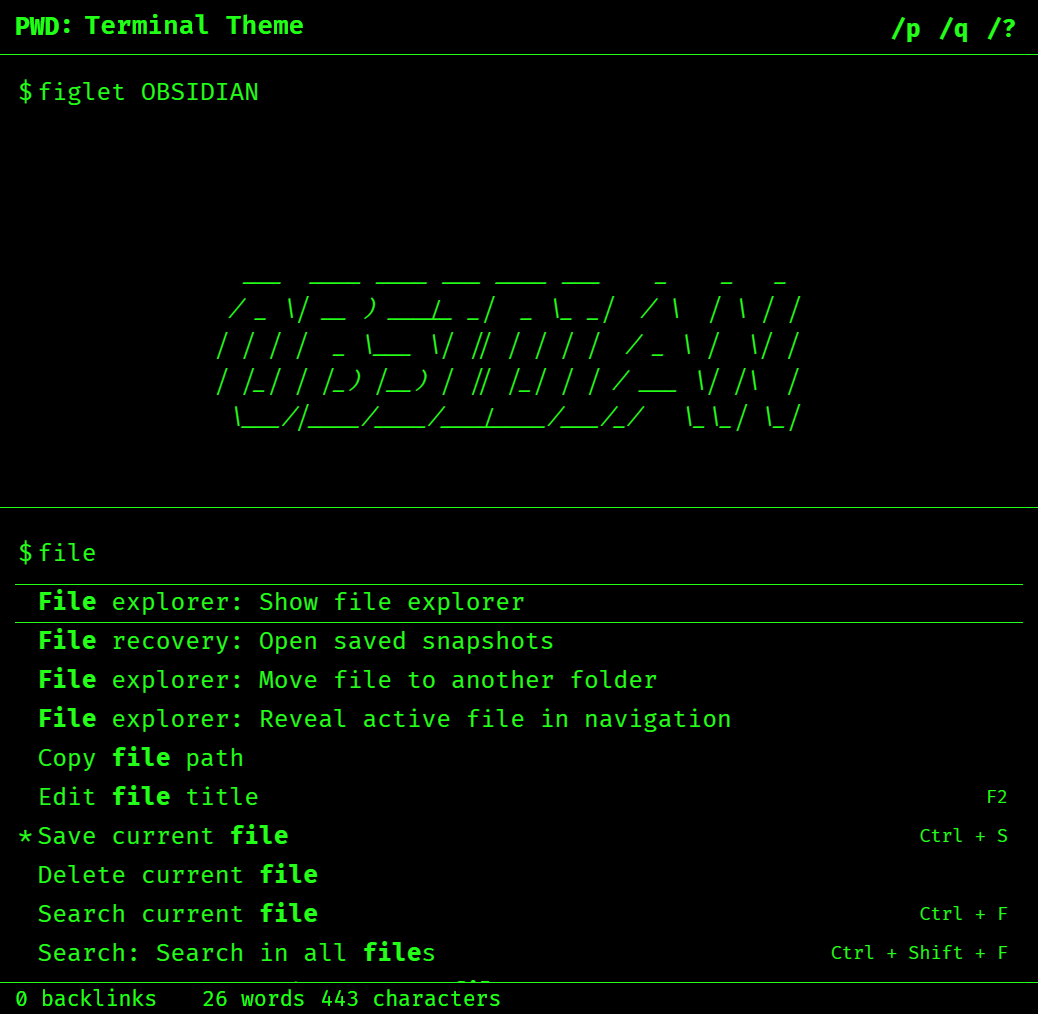 PWD: Terminal Theme /p /q /?
$ figlet OBSIDIAN
OBSIDIAN
$ file
File explorer: Show file explorer
File recovery: Open saved snapshots
File explorer: Move file to another folder
File explorer: Reveal active file in navigation
Copy file path
Edit file title F2
* Save current file Ctrl + S
Delete current file
Search current file Ctrl + F
Search: Search in all files Ctrl + Shift + F
0 backlinks 26 words 443 characters